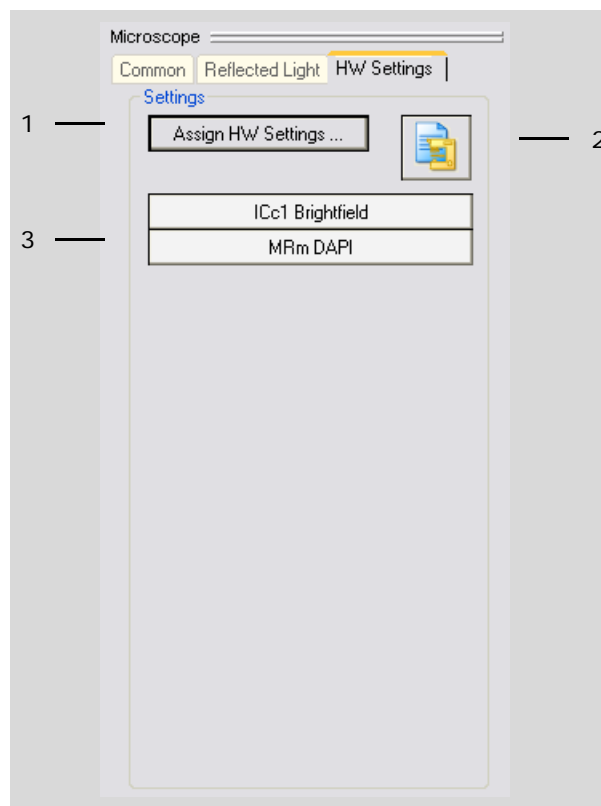 Microscope
Common Reflected Light HW Settings
Settings
1 Assign HW Settings ... 2
ICc1 Brightfield
3 MRm DAPI